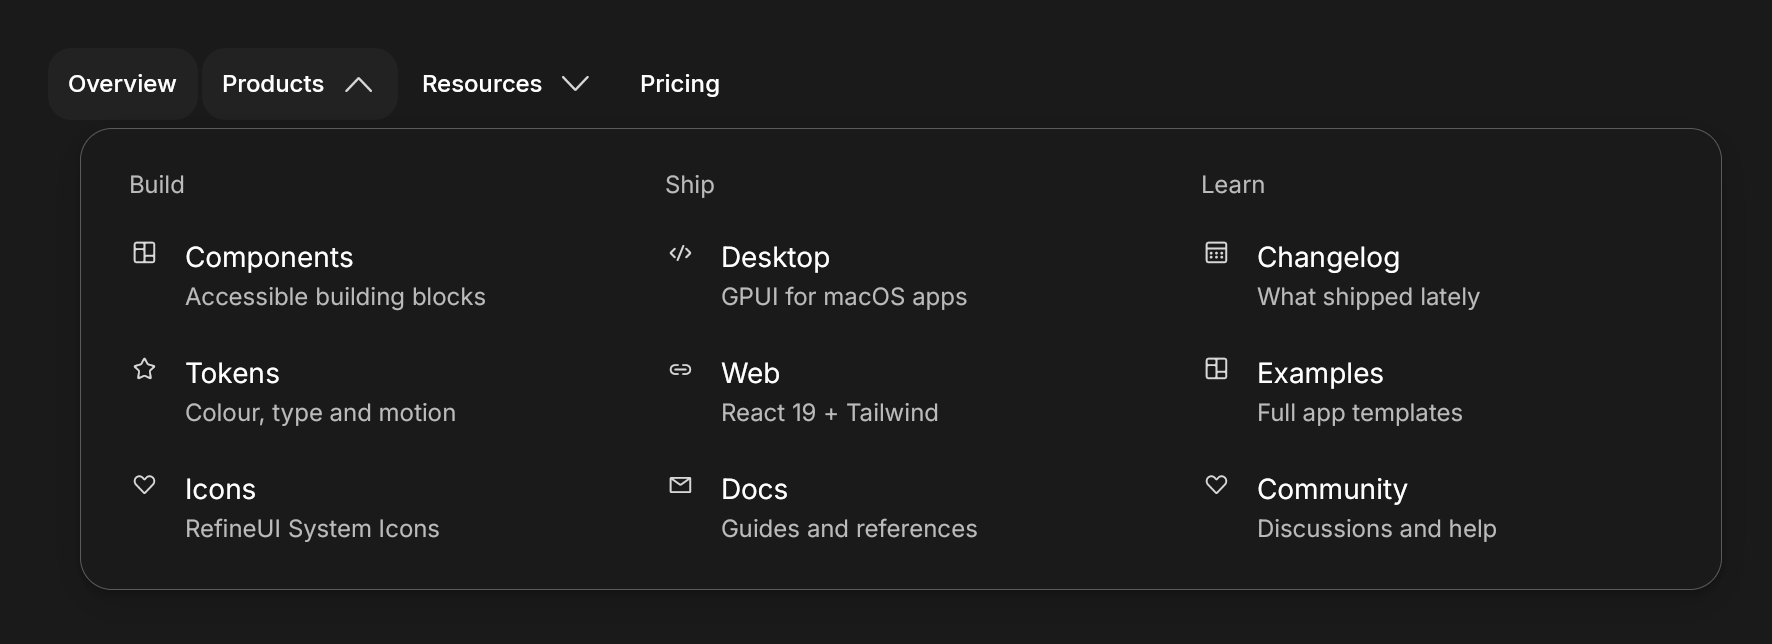 Overview
Products
Resources
Pricing
Build
Components
Accessible building blocks
Tokens
Colour, type and motion
Icons
RefineUI System Icons
Ship
Desktop
GPUI for macOS apps
Web
React 19 + Tailwind
Docs
Guides and references
Learn
Changelog
What shipped lately
Examples
Full app templates
Community
Discussions and help